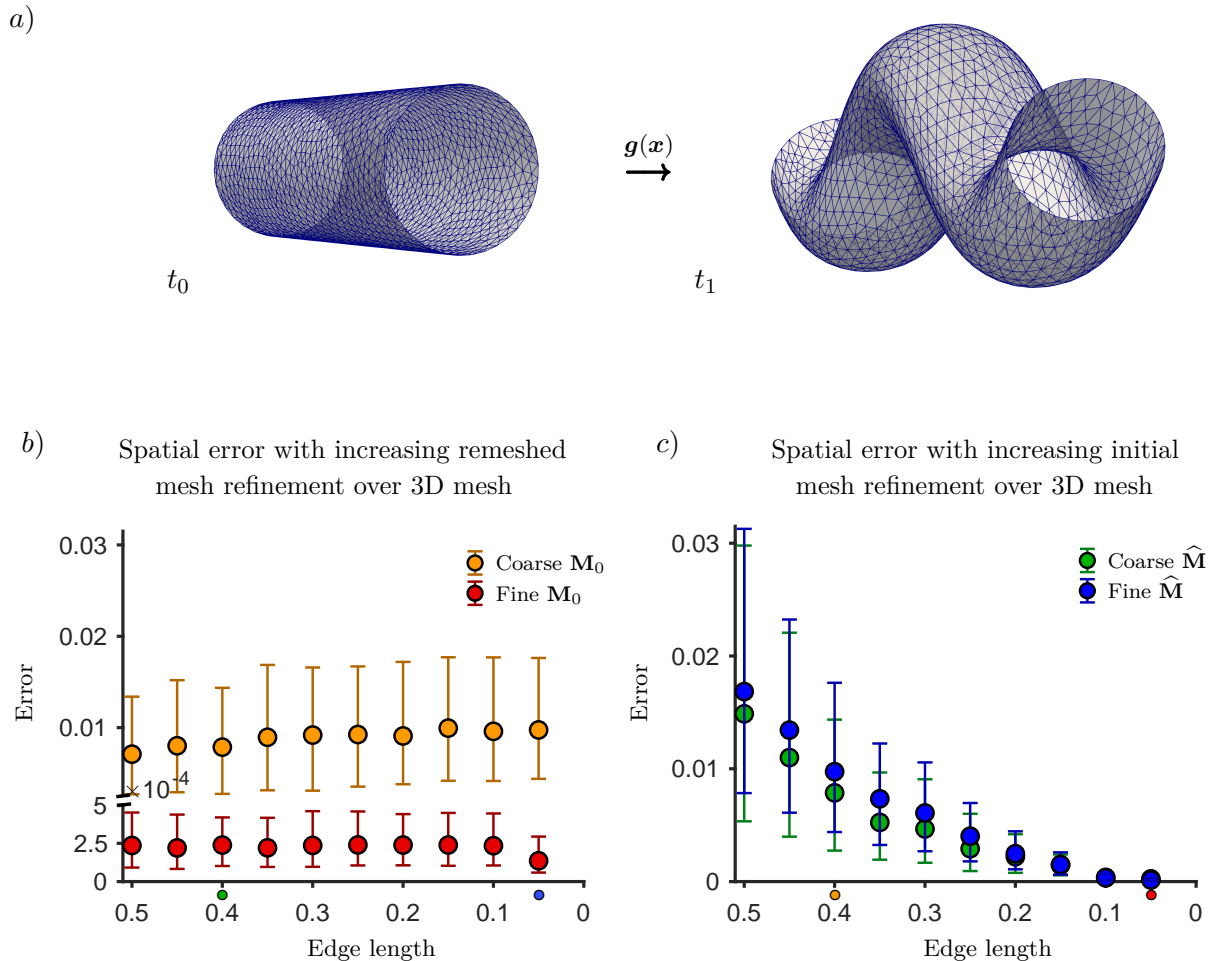 a)
g(x)
t₀
t₁
b)
Spatial error with increasing remeshed
mesh refinement over 3D mesh
0.03
0.02
0.01
×10⁻⁴
5
2.5
0
Error
Coarse M₀
Fine M₀
0.5 0.4 0.3 0.2 0.1 0
Edge length
c)
Spatial error with increasing initial
mesh refinement over 3D mesh
0.03
0.02
0.01
0
Error
Coarse M̂
Fine M̂
0.5 0.4 0.3 0.2 0.1 0
Edge length